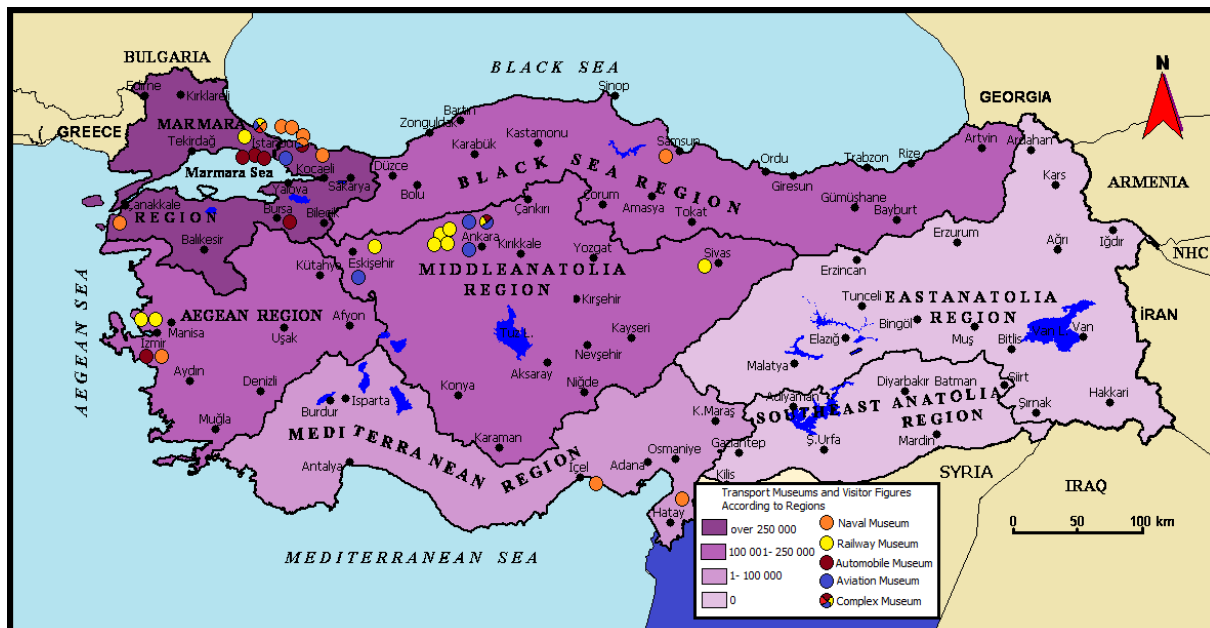 BULGARIA
BLACK SEA
N
Edirne
Kırklareli
Sinop
GEORGIA
GREECE
MARMARA
Bartın
Zonguldak
Kastamonu
Samsun
Artvin
Ardahan
Tekirdağ
İstanbul
Karabük
Ordu
Trabzon
Rize
Marmara Sea
Kocaeli
Düzce
BLACK SEA REGION
Giresun
Kars
ARMENIA
Yalova
Sakarya
Bolu
Çankırı
Çorum
Amasya
Gümüşhane
Çanakkale
REGION
Bursa
Bilecik
Tokat
Bayburt
Balıkesir
Ankara
Kırıkkale
Yozgat
Erzurum
Ağrı
Iğdır
NHC
Eskişehir
Sivas
Erzincan
Kütahya
MIDDLEANATOLIA
REGION
Kırşehir
Tunceli
EASTANATOLIA
REGION
İRAN
AEGEAN SEA
AEGEAN REGION
Afyon
Manisa
Uşak
Tuz L.
Kayseri
Bingöl
Muş
Van L.
Van
İzmir
Nevşehir
Elazığ
Bitlis
Aydın
Denizli
Aksaray
Malatya
Konya
Niğde
Diyarbakır
Batman
Siirt
Hakkari
Burdur
Isparta
Adıyaman
SOUTHEAST ANATOLIA
REGION
Şırnak
Muğla
K.Maraş
MEDITERRANEAN REGION
Karaman
Gaziantep
Ş.Urfa
Mardin
Antalya
İçel
Adana
Osmaniye
Kilis
SYRIA
IRAQ
Hatay
MEDITERRANEAN SEA
Transport Museums and Visitor Figures
According to Regions
over 250 000
100 001- 250 000
1- 100 000
0
Naval Museum
Railway Museum
Automobile Museum
Aviation Museum
Complex Museum
0 50 100 km